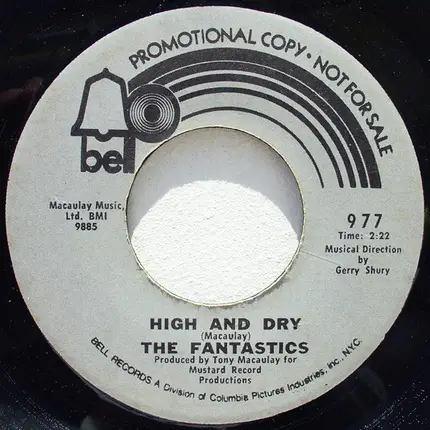 PROMOTIONAL COPY • NOT FOR SALE
bell
Macaulay Music,
Ltd. BMI
9885
977
Time: 2:22
Musical Direction
by
Gerry Shury
HIGH AND DRY
(Macaulay)
THE FANTASTICS
Produced by Tony Macaulay for
Mustard Record
Productions
BELL RECORDS A Division of Columbia Pictures Industries, Inc., N.Y.C.